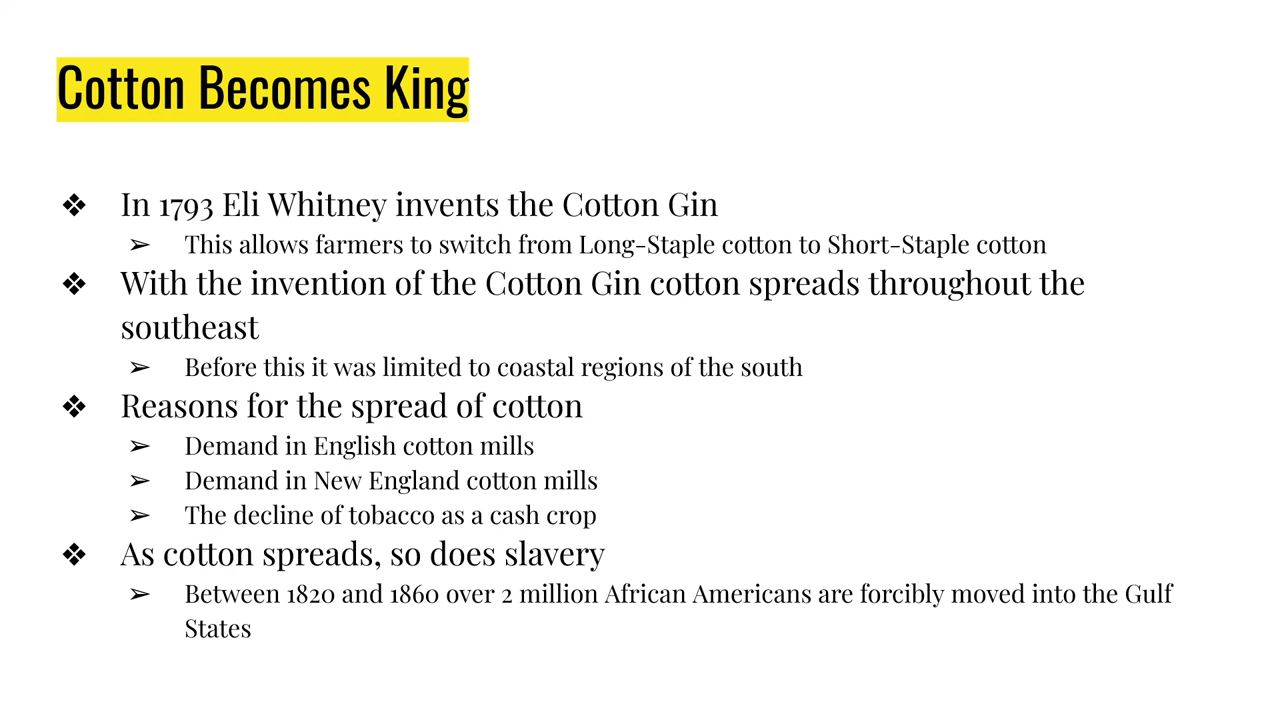 Cotton Becomes King
❖ In 1793 Eli Whitney invents the Cotton Gin
➢ This allows farmers to switch from Long-Staple cotton to Short-Staple cotton
❖ With the invention of the Cotton Gin cotton spreads throughout the
southeast
➢ Before this it was limited to coastal regions of the south
❖ Reasons for the spread of cotton
➢ Demand in English cotton mills
➢ Demand in New England cotton mills
➢ The decline of tobacco as a cash crop
❖ As cotton spreads, so does slavery
➢ Between 1820 and 1860 over 2 million African Americans are forcibly moved into the Gulf
States